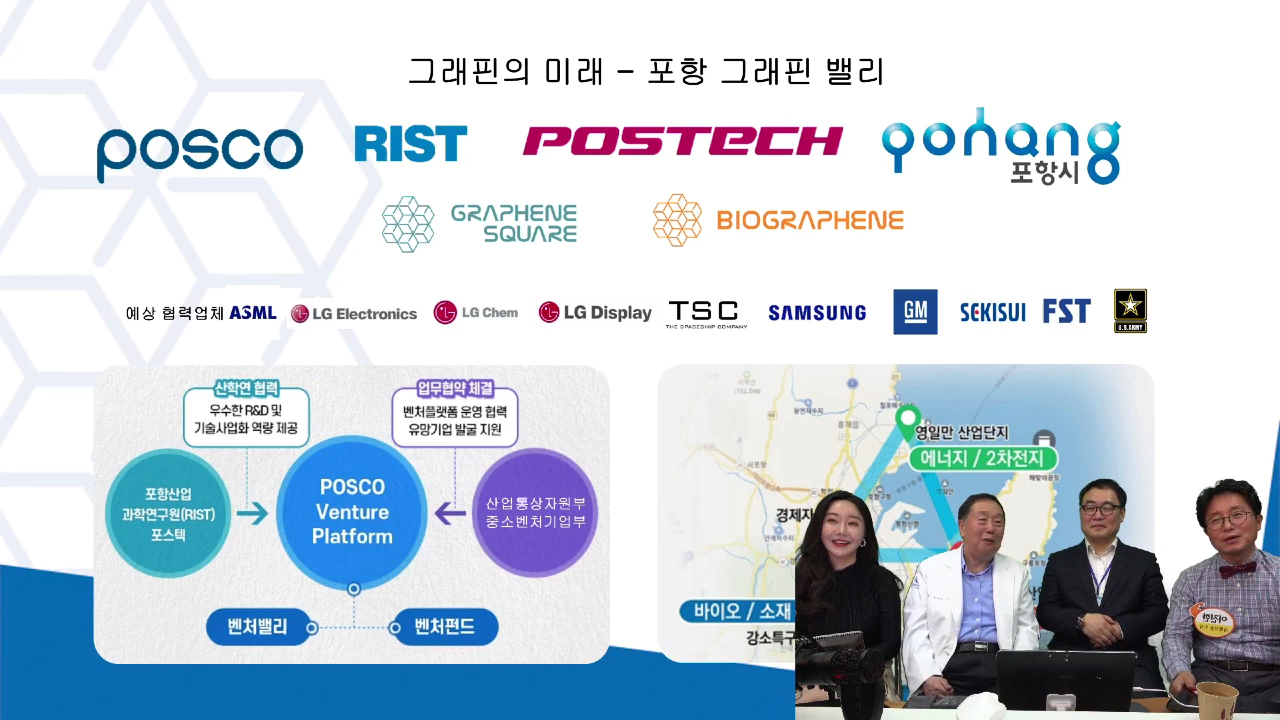 그래핀의 미래 – 포항 그래핀 밸리
posco
RIST
POSTECH
pohang
포항시
GRAPHENE
SQUARE
BIOGRAPHENE
예상 협력업체
ASML
LG Electronics
LG Chem
LG Display
TSC
THE SPACESHIP COMPANY
SAMSUNG
GM
SEKISUI
FST
U.S.ARMY
산학연 협력
우수한 R&D 및
기술사업화 역량 제공
업무협약 체결
벤처플랫폼 운영 협력
유망기업 발굴 지원
포항산업
과학연구원(RIST)
포스텍
POSCO
Venture
Platform
산업통상자원부
중소벤처기업부
벤처밸리
벤처펀드
영일만 산업단지
에너지 / 2차전지
경제자
바이오 / 소재
강소특구